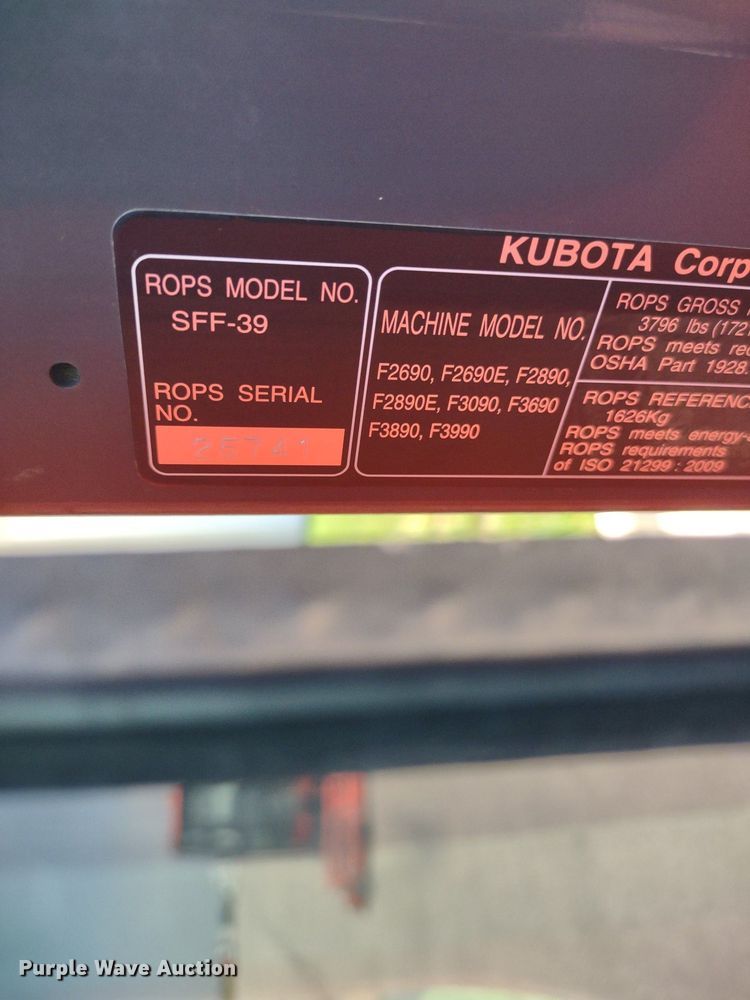 KUBOTA Corp
ROPS MODEL NO.
SFF-39
ROPS SERIAL
NO.
26741
MACHINE MODEL NO.
F2690, F2690E, F2890,
F2890E, F3090, F3690
F3890, F3990
ROPS GROSS
3796 lbs (172
ROPS meets
OSHA Part 1928.
ROPS REFERENC
1626Kg
ROPS meets energy-
ROPS requirements
of ISO 21299 : 2009
Purple Wave Auction